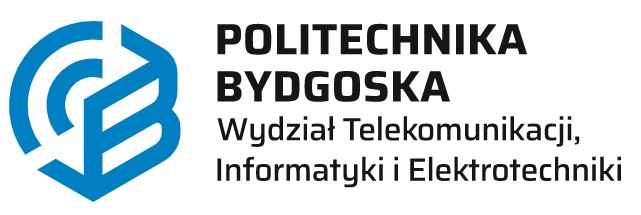 POLITECHNIKA
BYDGOSKA
Wydział Telekomunikacji,
Informatyki i Elektrotechniki